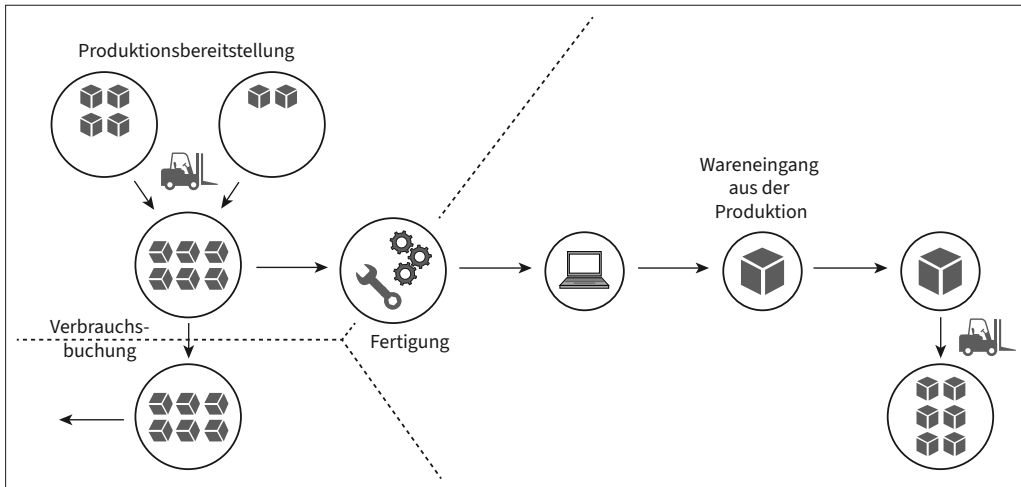 Produktionsbereitstellung
Wareneingang
aus der
Produktion
Verbrauchs-
buchung
Fertigung